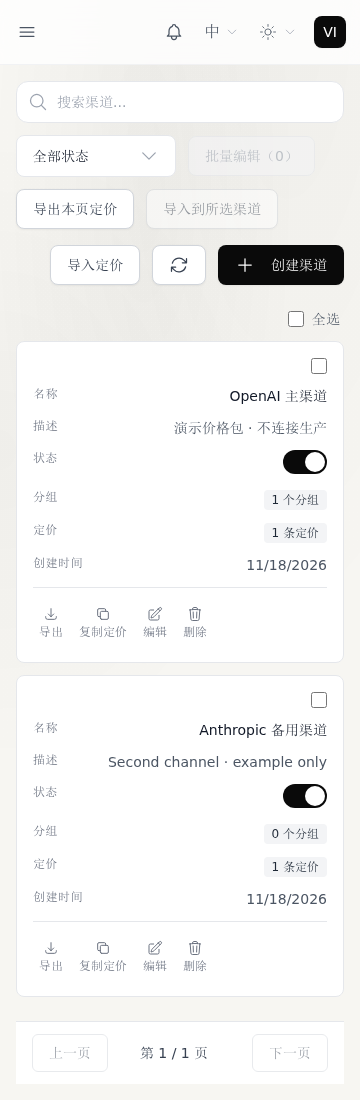 中
VI
搜索渠道...
全部状态
批量编辑（0）
导出本页定价
导入到所选渠道
导入定价
创建渠道
全选
名称 OpenAI 主渠道
描述 演示价格包 · 不连接生产
状态
分组 1 个分组
定价 1 条定价
创建时间 11/18/2026
导出 复制定价 编辑 删除
名称 Anthropic 备用渠道
描述 Second channel · example only
状态
分组 0 个分组
定价 1 条定价
创建时间 11/18/2026
导出 复制定价 编辑 删除
上一页 第 1 / 1 页 下一页